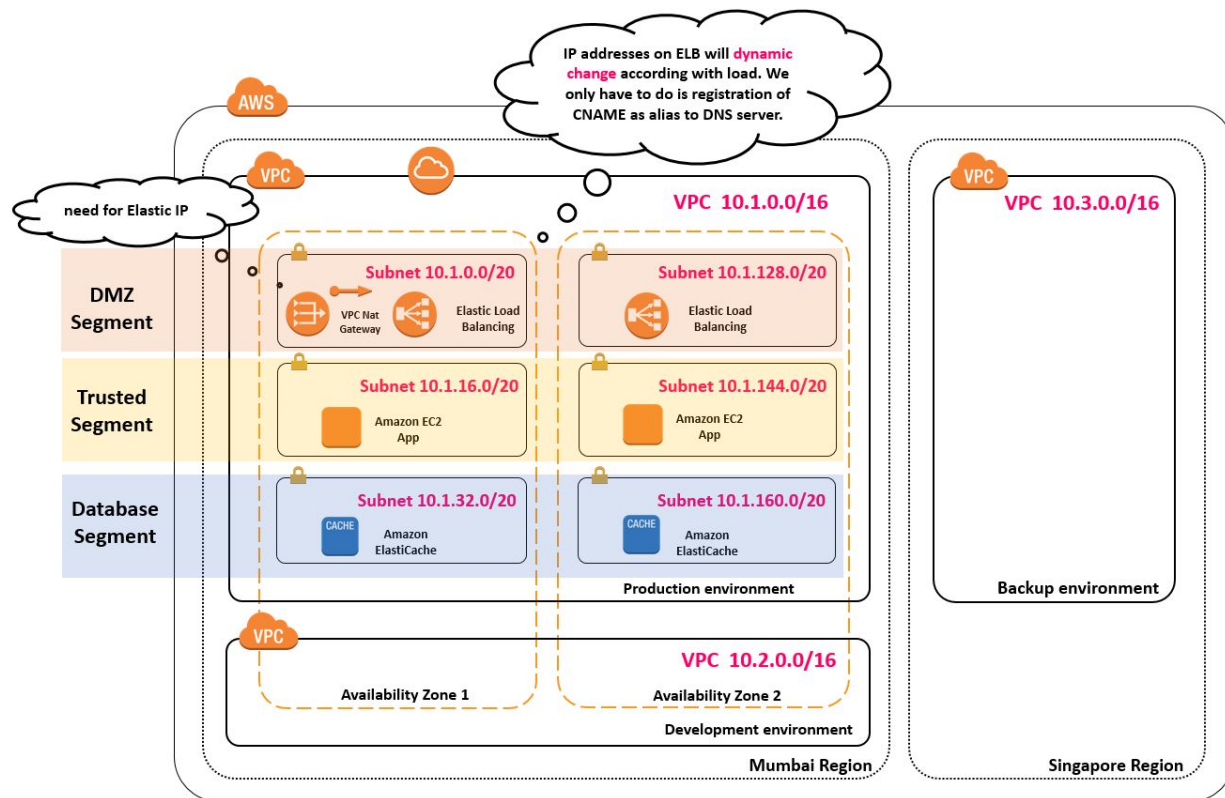 IP addresses on ELB will dynamic
change according with load. We
only have to do is registration of
CNAME as alias to DNS server.
AWS
VPC
VPC
need for Elastic IP
VPC 10.1.0.0/16
VPC 10.3.0.0/16
DMZ
Segment
Subnet 10.1.0.0/20
VPC Nat
Gateway
Elastic Load
Balancing
Subnet 10.1.128.0/20
Elastic Load
Balancing
Trusted
Segment
Subnet 10.1.16.0/20
Amazon EC2
App
Subnet 10.1.144.0/20
Amazon EC2
App
Database
Segment
Subnet 10.1.32.0/20
CACHE
Amazon
ElastiCache
Subnet 10.1.160.0/20
CACHE
Amazon
ElastiCache
Production environment
Backup environment
VPC
VPC 10.2.0.0/16
Availability Zone 1
Availability Zone 2
Development environment
Mumbai Region
Singapore Region